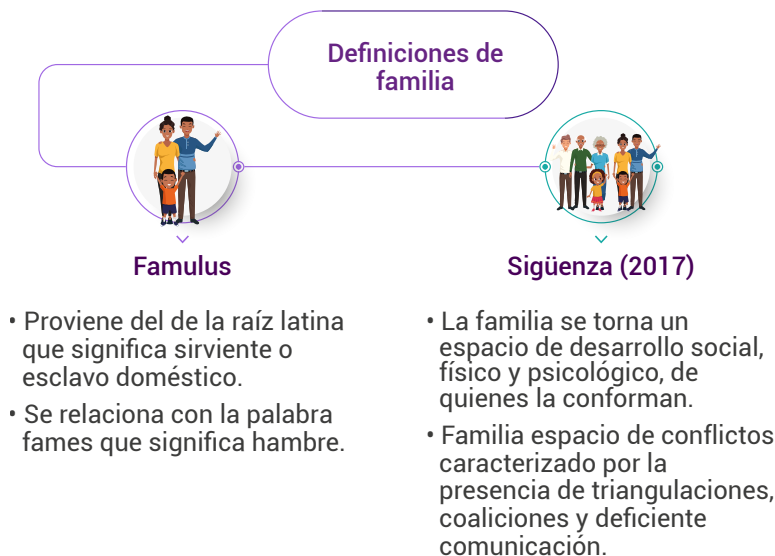 Definiciones de
familia
Famulus
• Proviene del de la raíz latina
que significa sirviente o
esclavo doméstico.
• Se relaciona con la palabra
fames que significa hambre.
Sigüenza (2017)
• La familia se torna un
espacio de desarrollo social,
físico y psicológico, de
quienes la conforman.
• Familia espacio de conflictos
caracterizado por la
presencia de triangulaciones,
coaliciones y deficiente
comunicación.